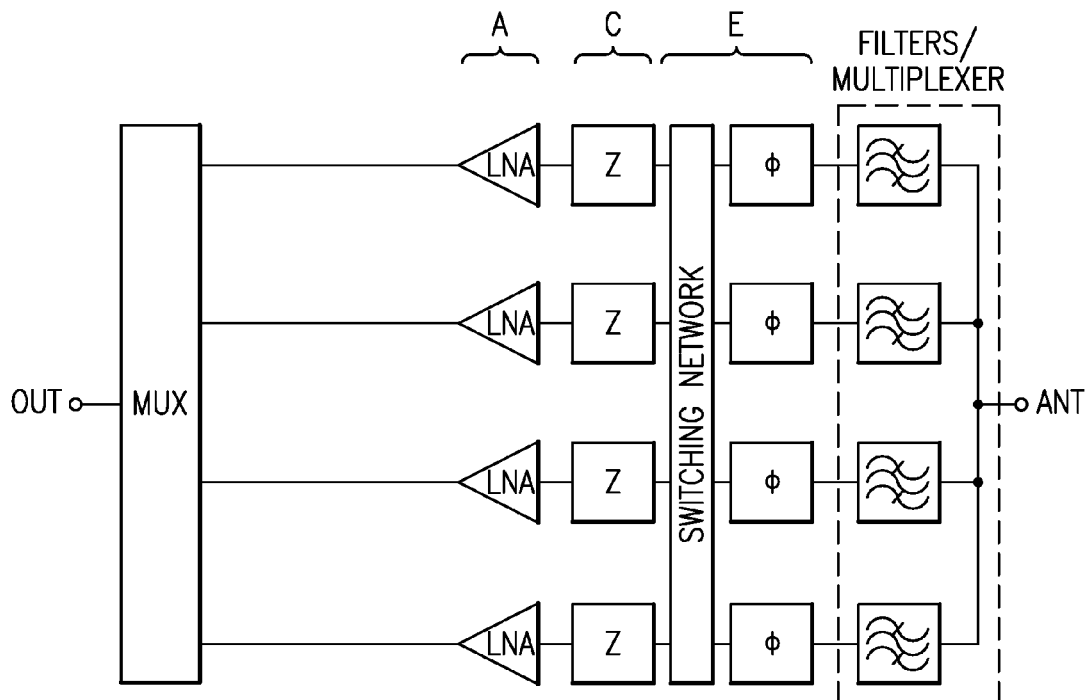 A C E
FILTERS/
MULTIPLEXER
LNA Z ϕ
LNA Z ϕ
OUT MUX SWITCHING NETWORK ANT
LNA Z ϕ
LNA Z ϕ